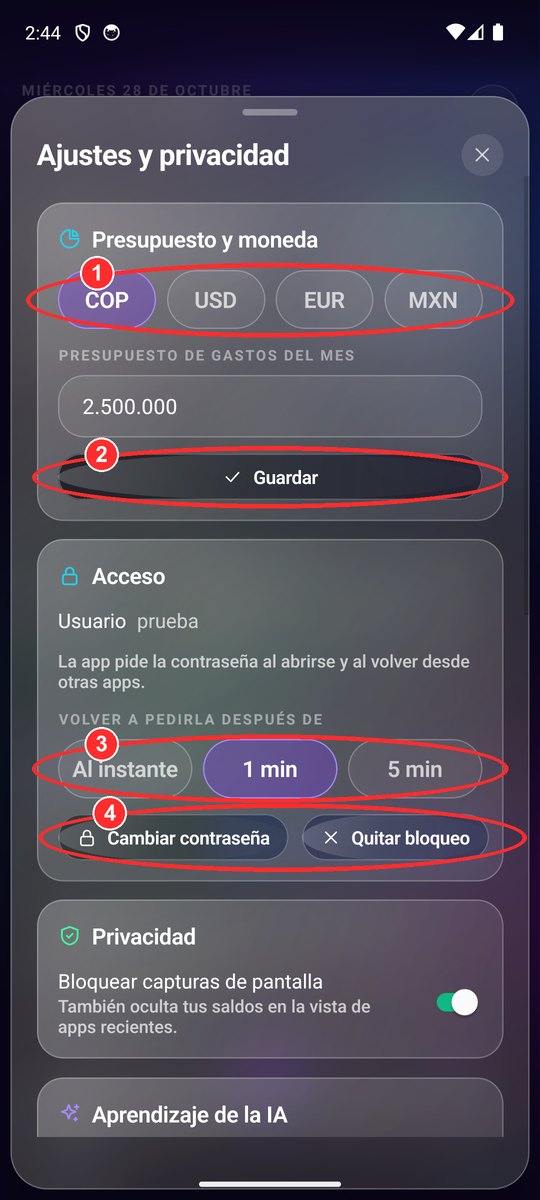 2:44
MIÉRCOLES 28 DE OCTUBRE
Ajustes y privacidad
Presupuesto y moneda
1
COP USD EUR MXN
PRESUPUESTO DE GASTOS DEL MES
2.500.000
2
Guardar
Acceso
Usuario prueba
La app pide la contraseña al abrirse y al volver desde
otras apps.
VOLVER A PEDIRLA DESPUÉS DE
3
Al instante 1 min 5 min
4
Cambiar contraseña Quitar bloqueo
Privacidad
Bloquear capturas de pantalla
También oculta tus saldos en la vista de
apps recientes.
Aprendizaje de la IA